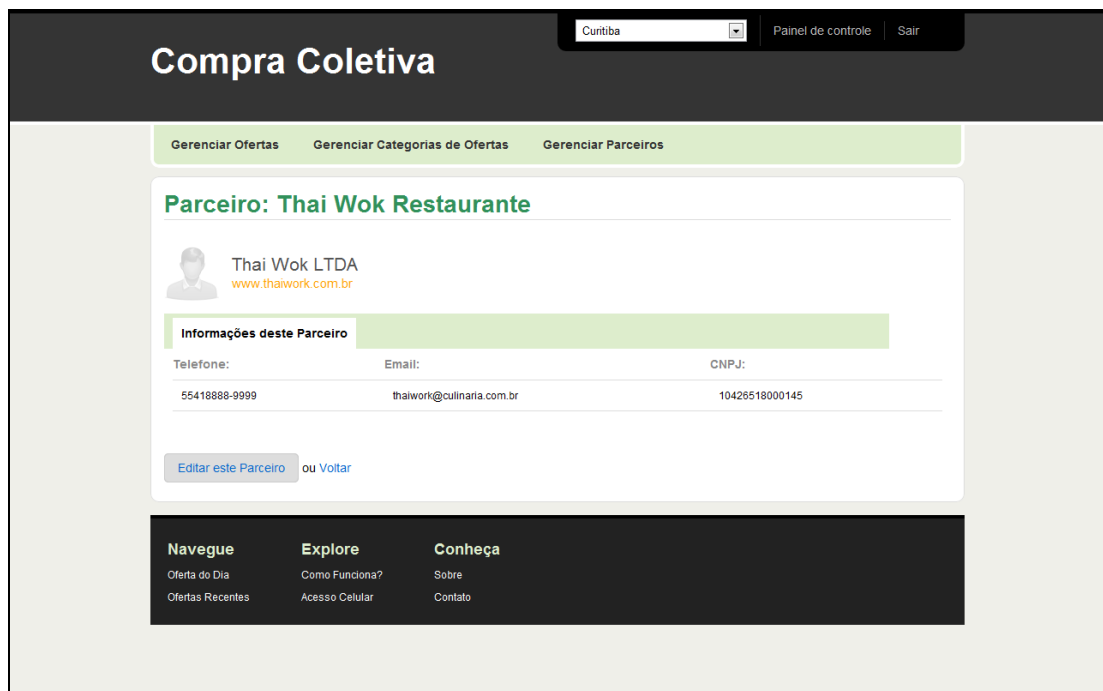 Curitiba Painel de controle Sair
Compra Coletiva
Gerenciar Ofertas Gerenciar Categorias de Ofertas Gerenciar Parceiros
Parceiro: Thai Wok Restaurante
Thai Wok LTDA
www.thaiwork.com.br
Informações deste Parceiro
Telefone: Email: CNPJ:
55418888-9999 thaiwork@culinaria.com.br 10426518000145
Editar este Parceiro ou Voltar
Navegue Explore Conheça
Oferta do Dia Como Funciona? Sobre
Ofertas Recentes Acesso Celular Contato